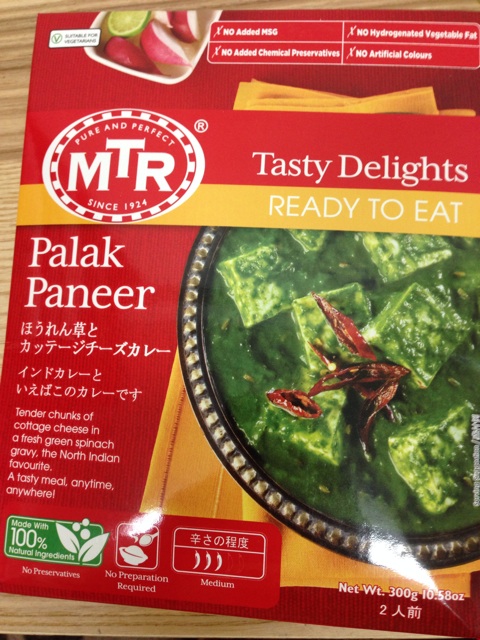 SUITABLE FOR
VEGETARIANS
NO Added MSG
NO Hydrogenated Vegetable Fat
NO Added Chemical Preservatives
NO Artificial Colours
PURE AND PERFECT
MTR
®
SINCE 1924
Tasty Delights
READY TO EAT
Palak
Paneer
ほうれん草と
カッテージチーズカレー
インドカレーと
いえばこのカレーです
Tender chunks of
cottage cheese in
a fresh green spinach
gravy, the North Indian
favourite.
A tasty meal, anytime,
anywhere!
Made With
100%
Natural Ingredients
No Preservatives
No Preparation
Required
辛さの程度
Medium
Net Wt. 300g 10.58oz
2人前